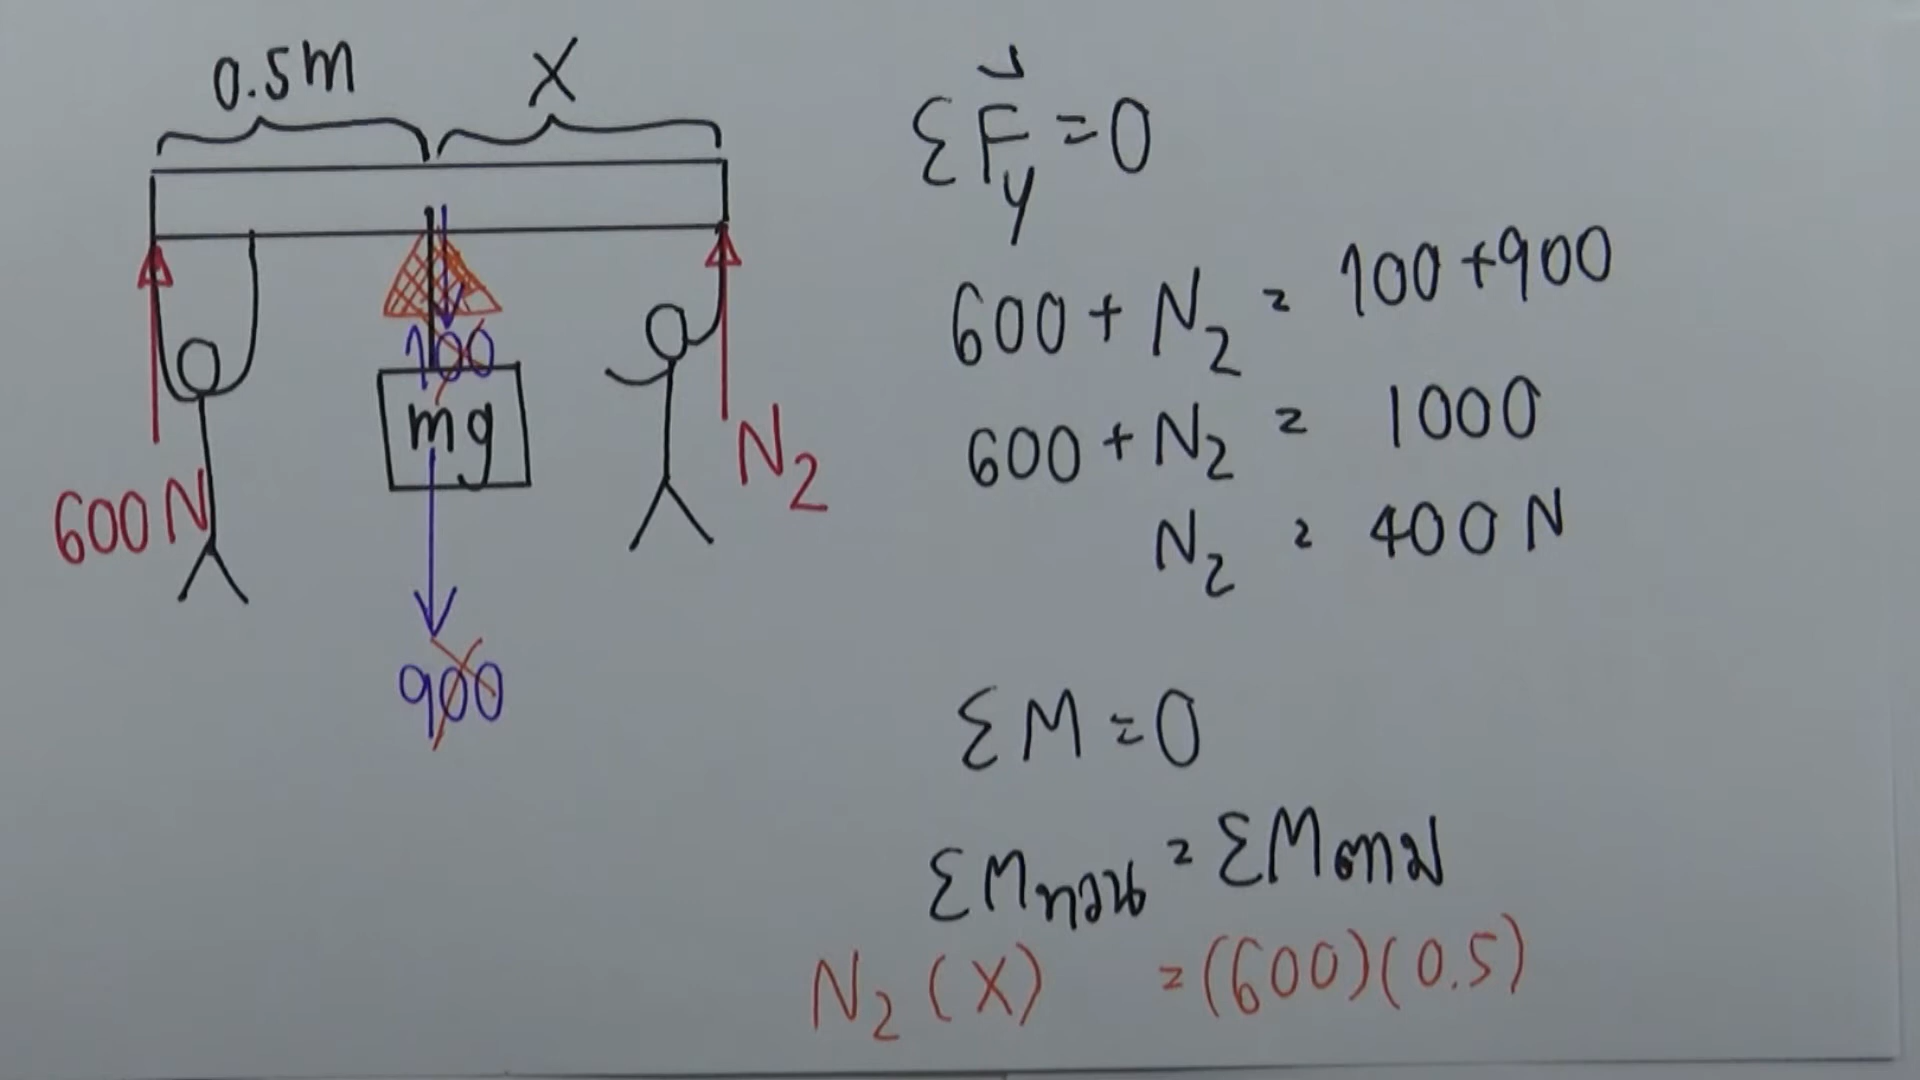 0.5m X
600N
100
mg
N₂
900
ΣF⃗y = 0
600 + N₂ = 100 + 900
600 + N₂ = 1000
N₂ = 400 N
ΣM = 0
ΣMทวน = ΣMตาม
N₂(X) = (600)(0.5)